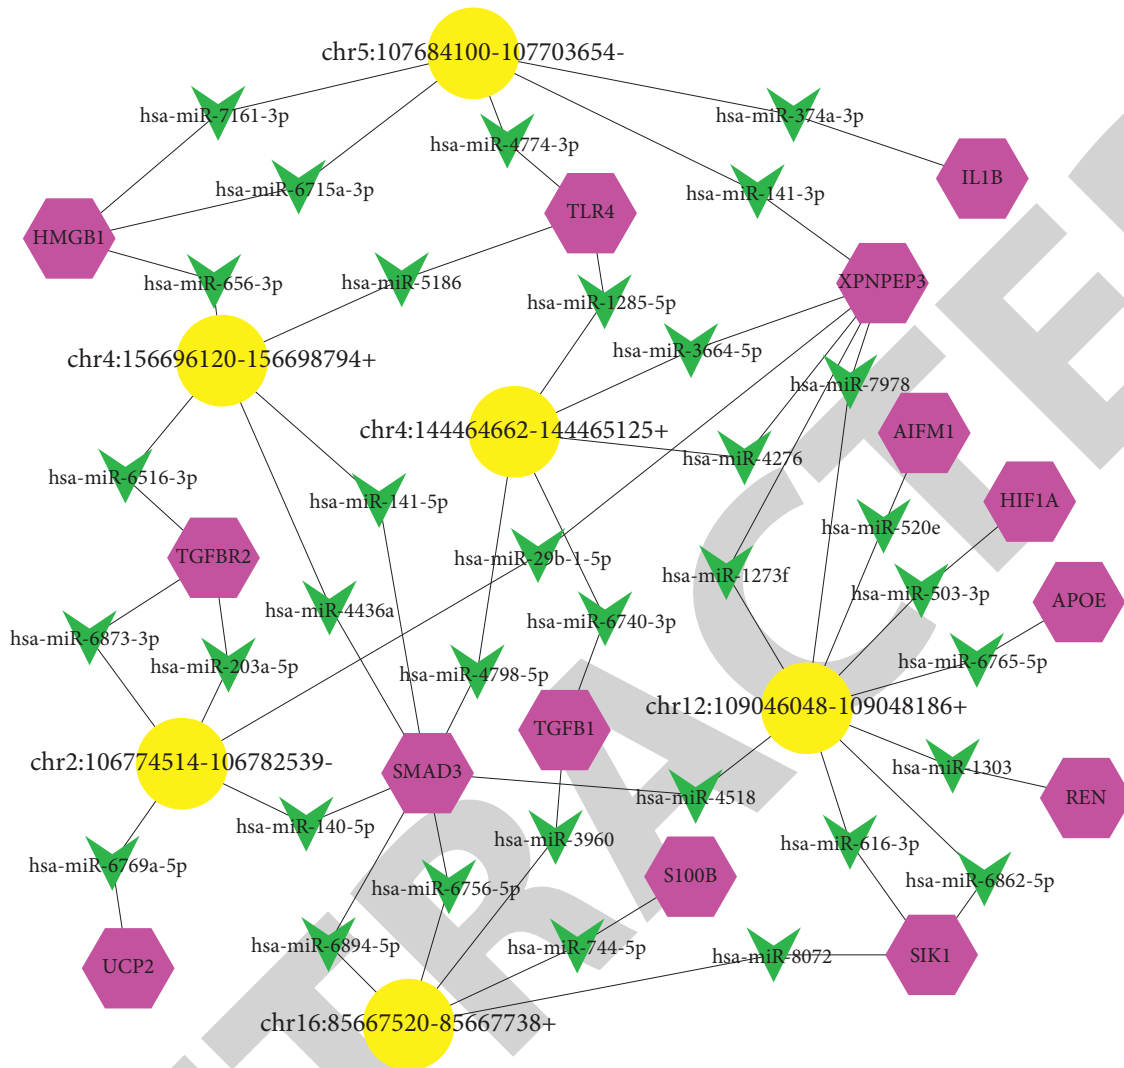 chr5:107684100-107703654-
hsa-miR-7161-3p
hsa-miR-374a-3p
hsa-miR-4774-3p
hsa-miR-6715a-3p
hsa-miR-141-3p
IL1B
TLR4
HMGB1
hsa-miR-656-3p
hsa-miR-5186
XPNPEP3
hsa-miR-1285-5p
hsa-miR-3664-5p
chr4:156696120-156698794+
hsa-miR-7978
chr4:144464662-144465125+
AIFM1
hsa-miR-4276
hsa-miR-6516-3p
hsa-miR-141-5p
HIF1A
hsa-miR-520e
TGFBR2
hsa-miR-29b-1-5p
hsa-miR-1273f
hsa-miR-503-3p
APOE
hsa-miR-4436a
hsa-miR-6740-3p
hsa-miR-6873-3p
hsa-miR-203a-5p
hsa-miR-4798-5p
hsa-miR-6765-5p
chr12:109046048-109048186+
TGFB1
chr2:106774514-106782539-
SMAD3
hsa-miR-1303
hsa-miR-4518
REN
hsa-miR-140-5p
hsa-miR-3960
hsa-miR-616-3p
hsa-miR-6769a-5p
S100B
hsa-miR-6756-5p
hsa-miR-6862-5p
hsa-miR-6894-5p
hsa-miR-744-5p
hsa-miR-8072
SIK1
UCP2
chr16:85667520-85667738+